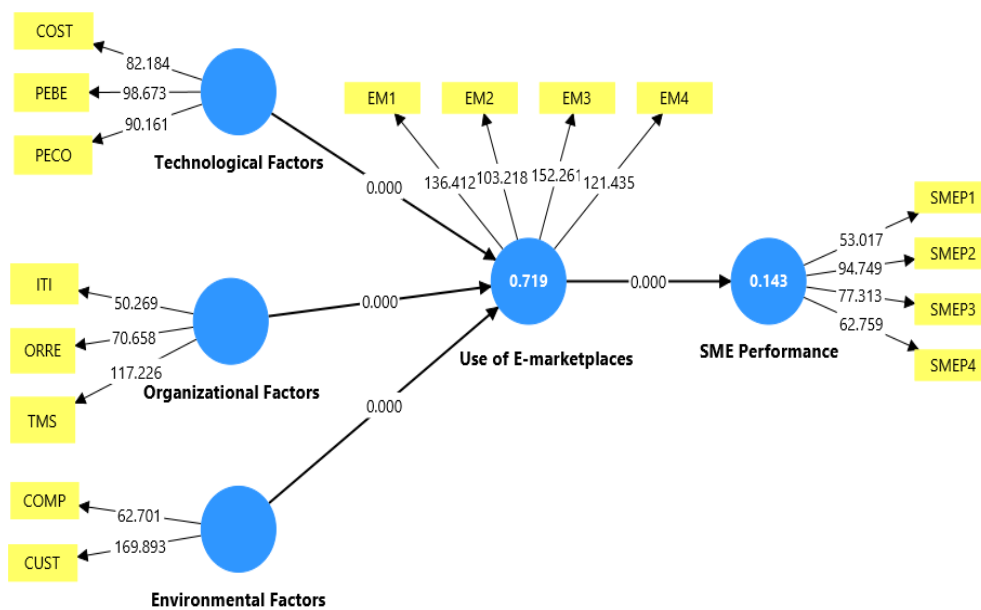 COST
82.184
PEBE
98.673
PECO
90.161
Technological Factors
0.000
EM1
EM2
EM3
EM4
136.412
103.218
152.261
121.435
ITI
50.269
ORRE
70.658
TMS
117.226
Organizational Factors
0.000
0.719
Use of E-marketplaces
0.000
0.143
SME Performance
SMEP1
53.017
SMEP2
94.749
SMEP3
77.313
SMEP4
62.759
COMP
62.701
CUST
169.893
Environmental Factors
0.000